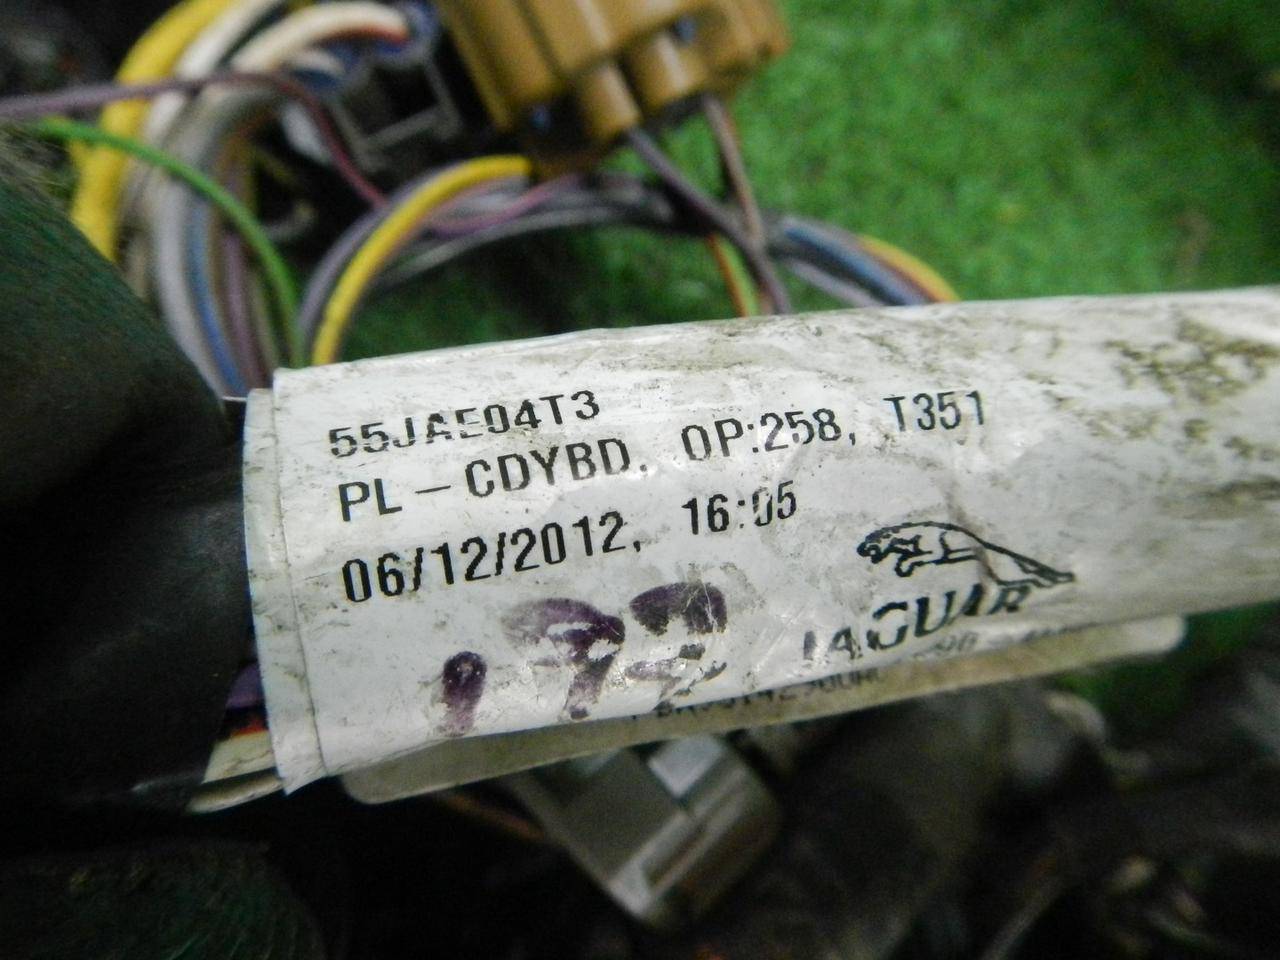 55JAE04T3
PL-CDYBD, OP:258, T351
06/12/2012, 16:05
JAGUAR